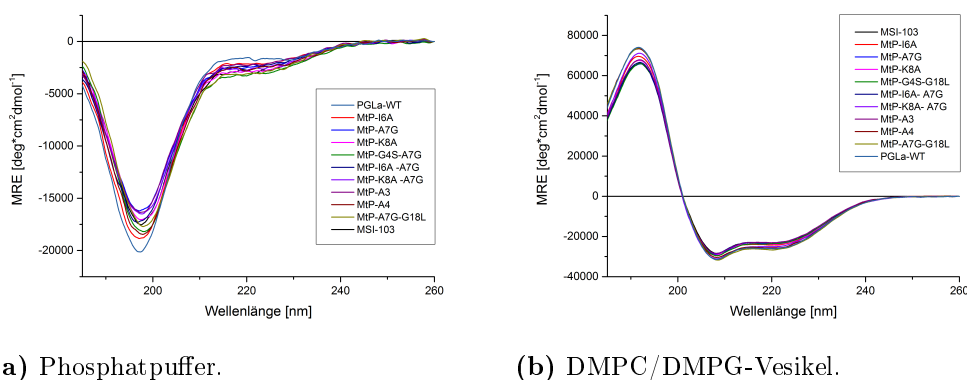 0
-5000
-10000
-15000
-20000
MRE [deg*cm²dmol⁻¹]
200
220
240
260
Wellenlänge [nm]
PGLa-WT
MtP-I6A
MtP-A7G
MtP-K8A
MtP-G4S-A7G
MtP-I6A -A7G
MtP-K8A -A7G
MtP-A3
MtP-A4
MtP-A7G-G18L
MSI-103
a) Phosphatpuffer.
80000
60000
40000
20000
0
-20000
-40000
MRE [deg*cm²dmol⁻¹]
200
220
240
260
Wellenlänge [nm]
MSI-103
MtP-I6A
MtP-A7G
MtP-K8A
MtP-G4S-G18L
MtP-I6A- A7G
MtP-K8A- A7G
MtP-A3
MtP-A4
MtP-A7G-G18L
PGLa-WT
(b) DMPC/DMPG-Vesikel.